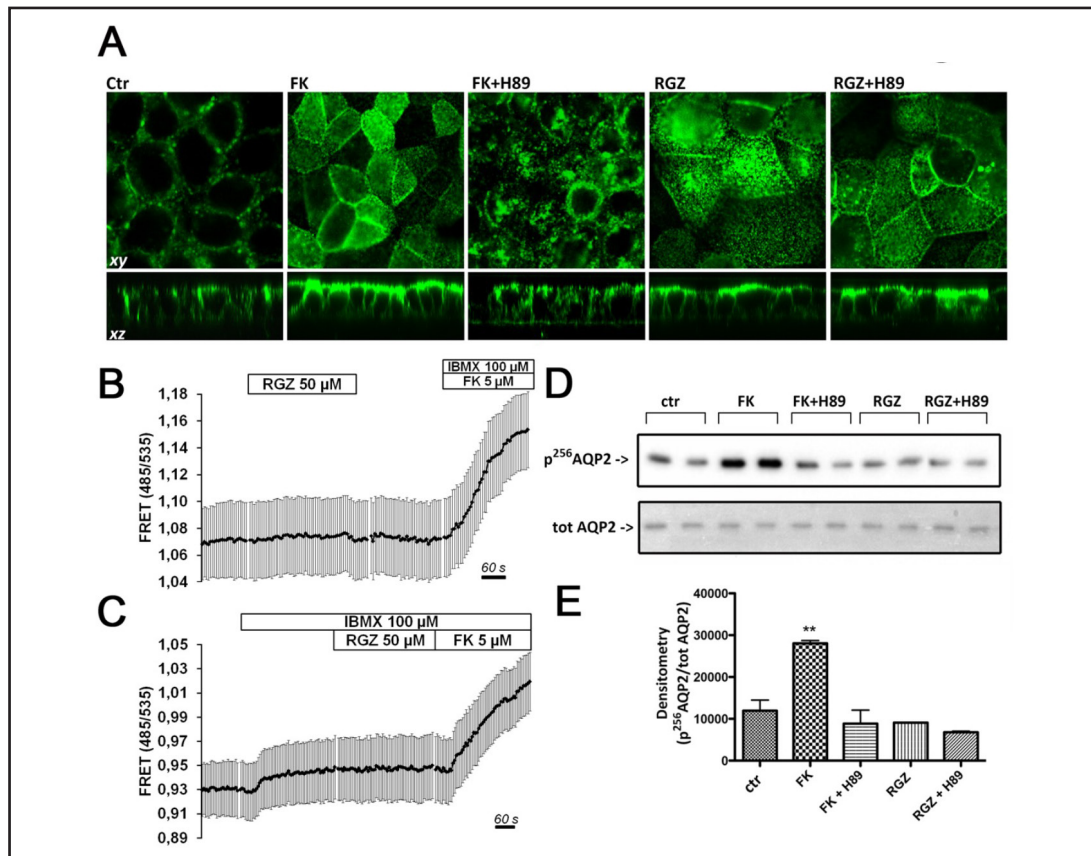 A
Ctr FK FK+H89 RGZ RGZ+H89
xy
xz
B
RGZ 50 µM
IBMX 100 µM
FK 5 µM
FRET (485/535)
1,18
1,16
1,14
1,12
1,10
1,08
1,06
1,04
60 s
C
IBMX 100 µM
RGZ 50 µM FK 5 µM
FRET (485/535)
1,05
1,03
1,01
0,99
0,97
0,95
0,93
0,91
0,89
60 s
D
ctr FK FK+H89 RGZ RGZ+H89
p²⁵⁶AQP2 ->
tot AQP2 ->
E
Densitometry
(p²⁵⁶AQP2/tot AQP2)
40000
30000
20000
10000
0
**
ctr FK FK + H89 RGZ RGZ + H89